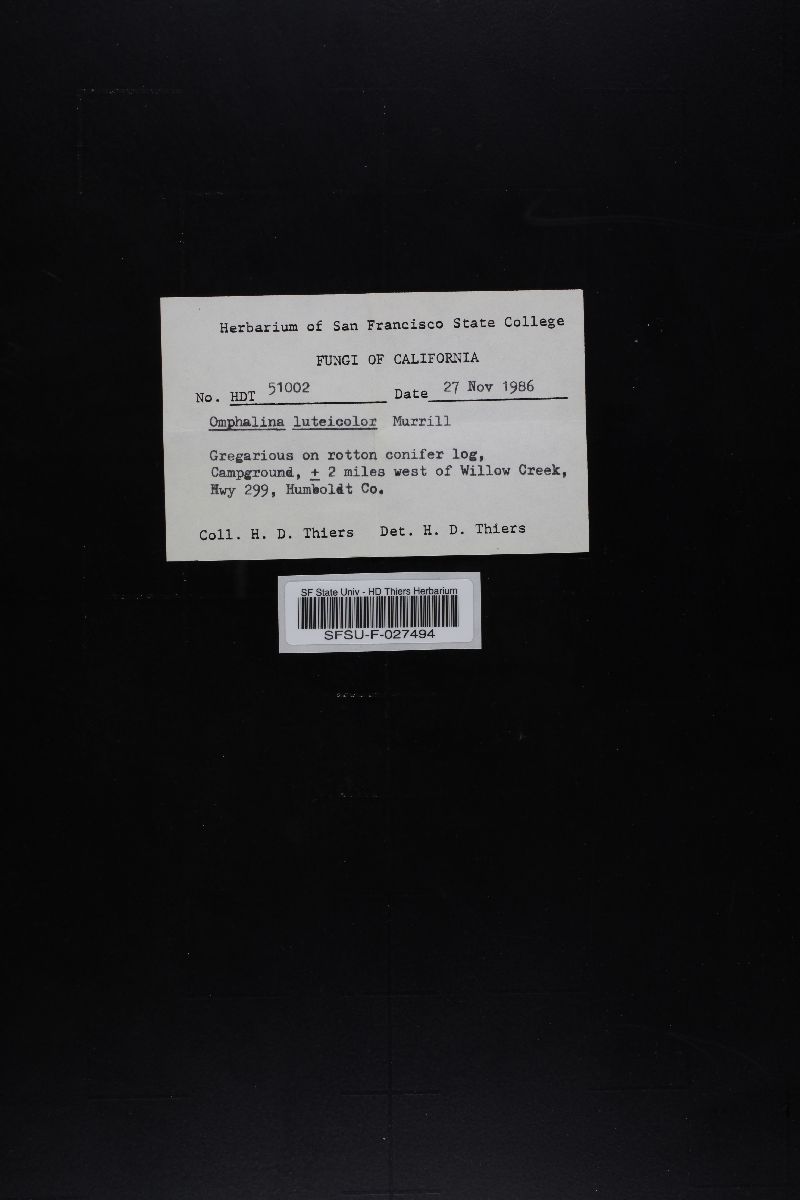 Herbarium of San Francisco State College
FUNGI OF CALIFORNIA
No. HDT 51002 Date 27 Nov 1986
Omphalina luteicolor Murrill
Gregarious on rotton conifer log,
Campground, ± 2 miles west of Willow Creek,
Hwy 299, Humboldt Co.
Coll. H. D. Thiers Det. H. D. Thiers
SF State Univ - HD Thiers Herbarium
SFSU-F-027494